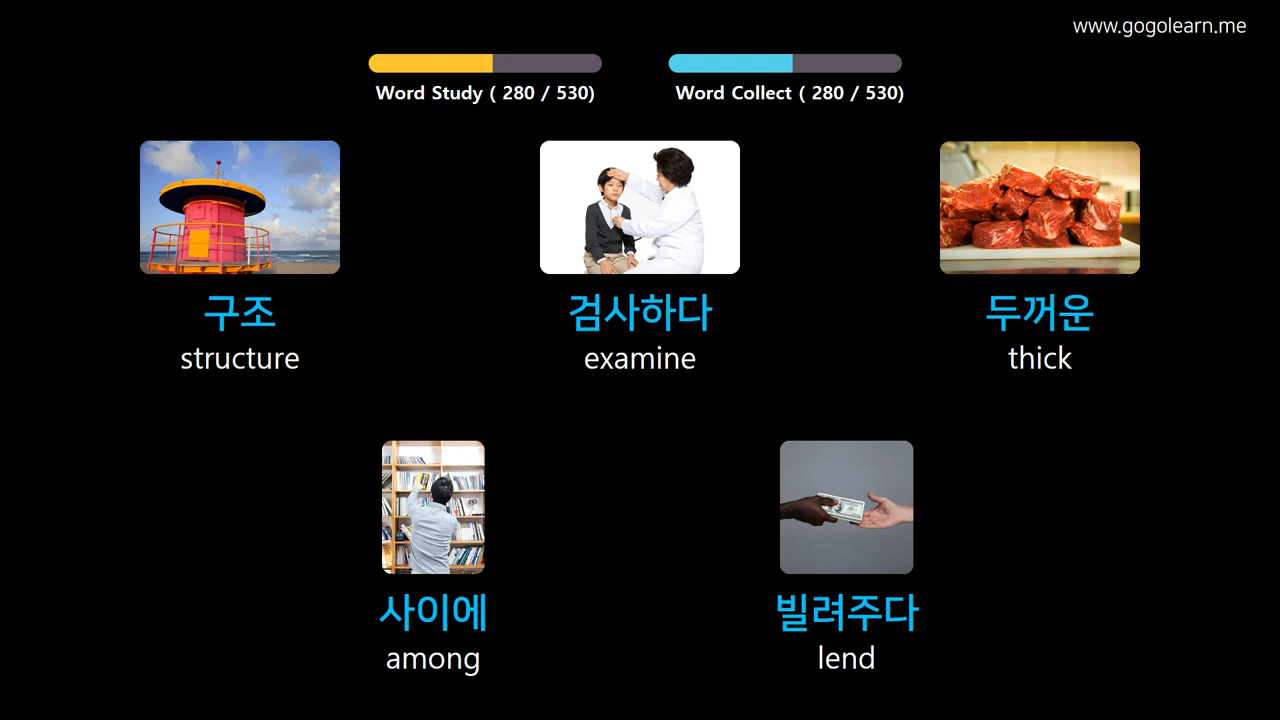 www.gogolearn.me
Word Study ( 280 / 530)
Word Collect ( 280 / 530)
구조
structure
검사하다
examine
두꺼운
thick
사이에
among
빌려주다
lend